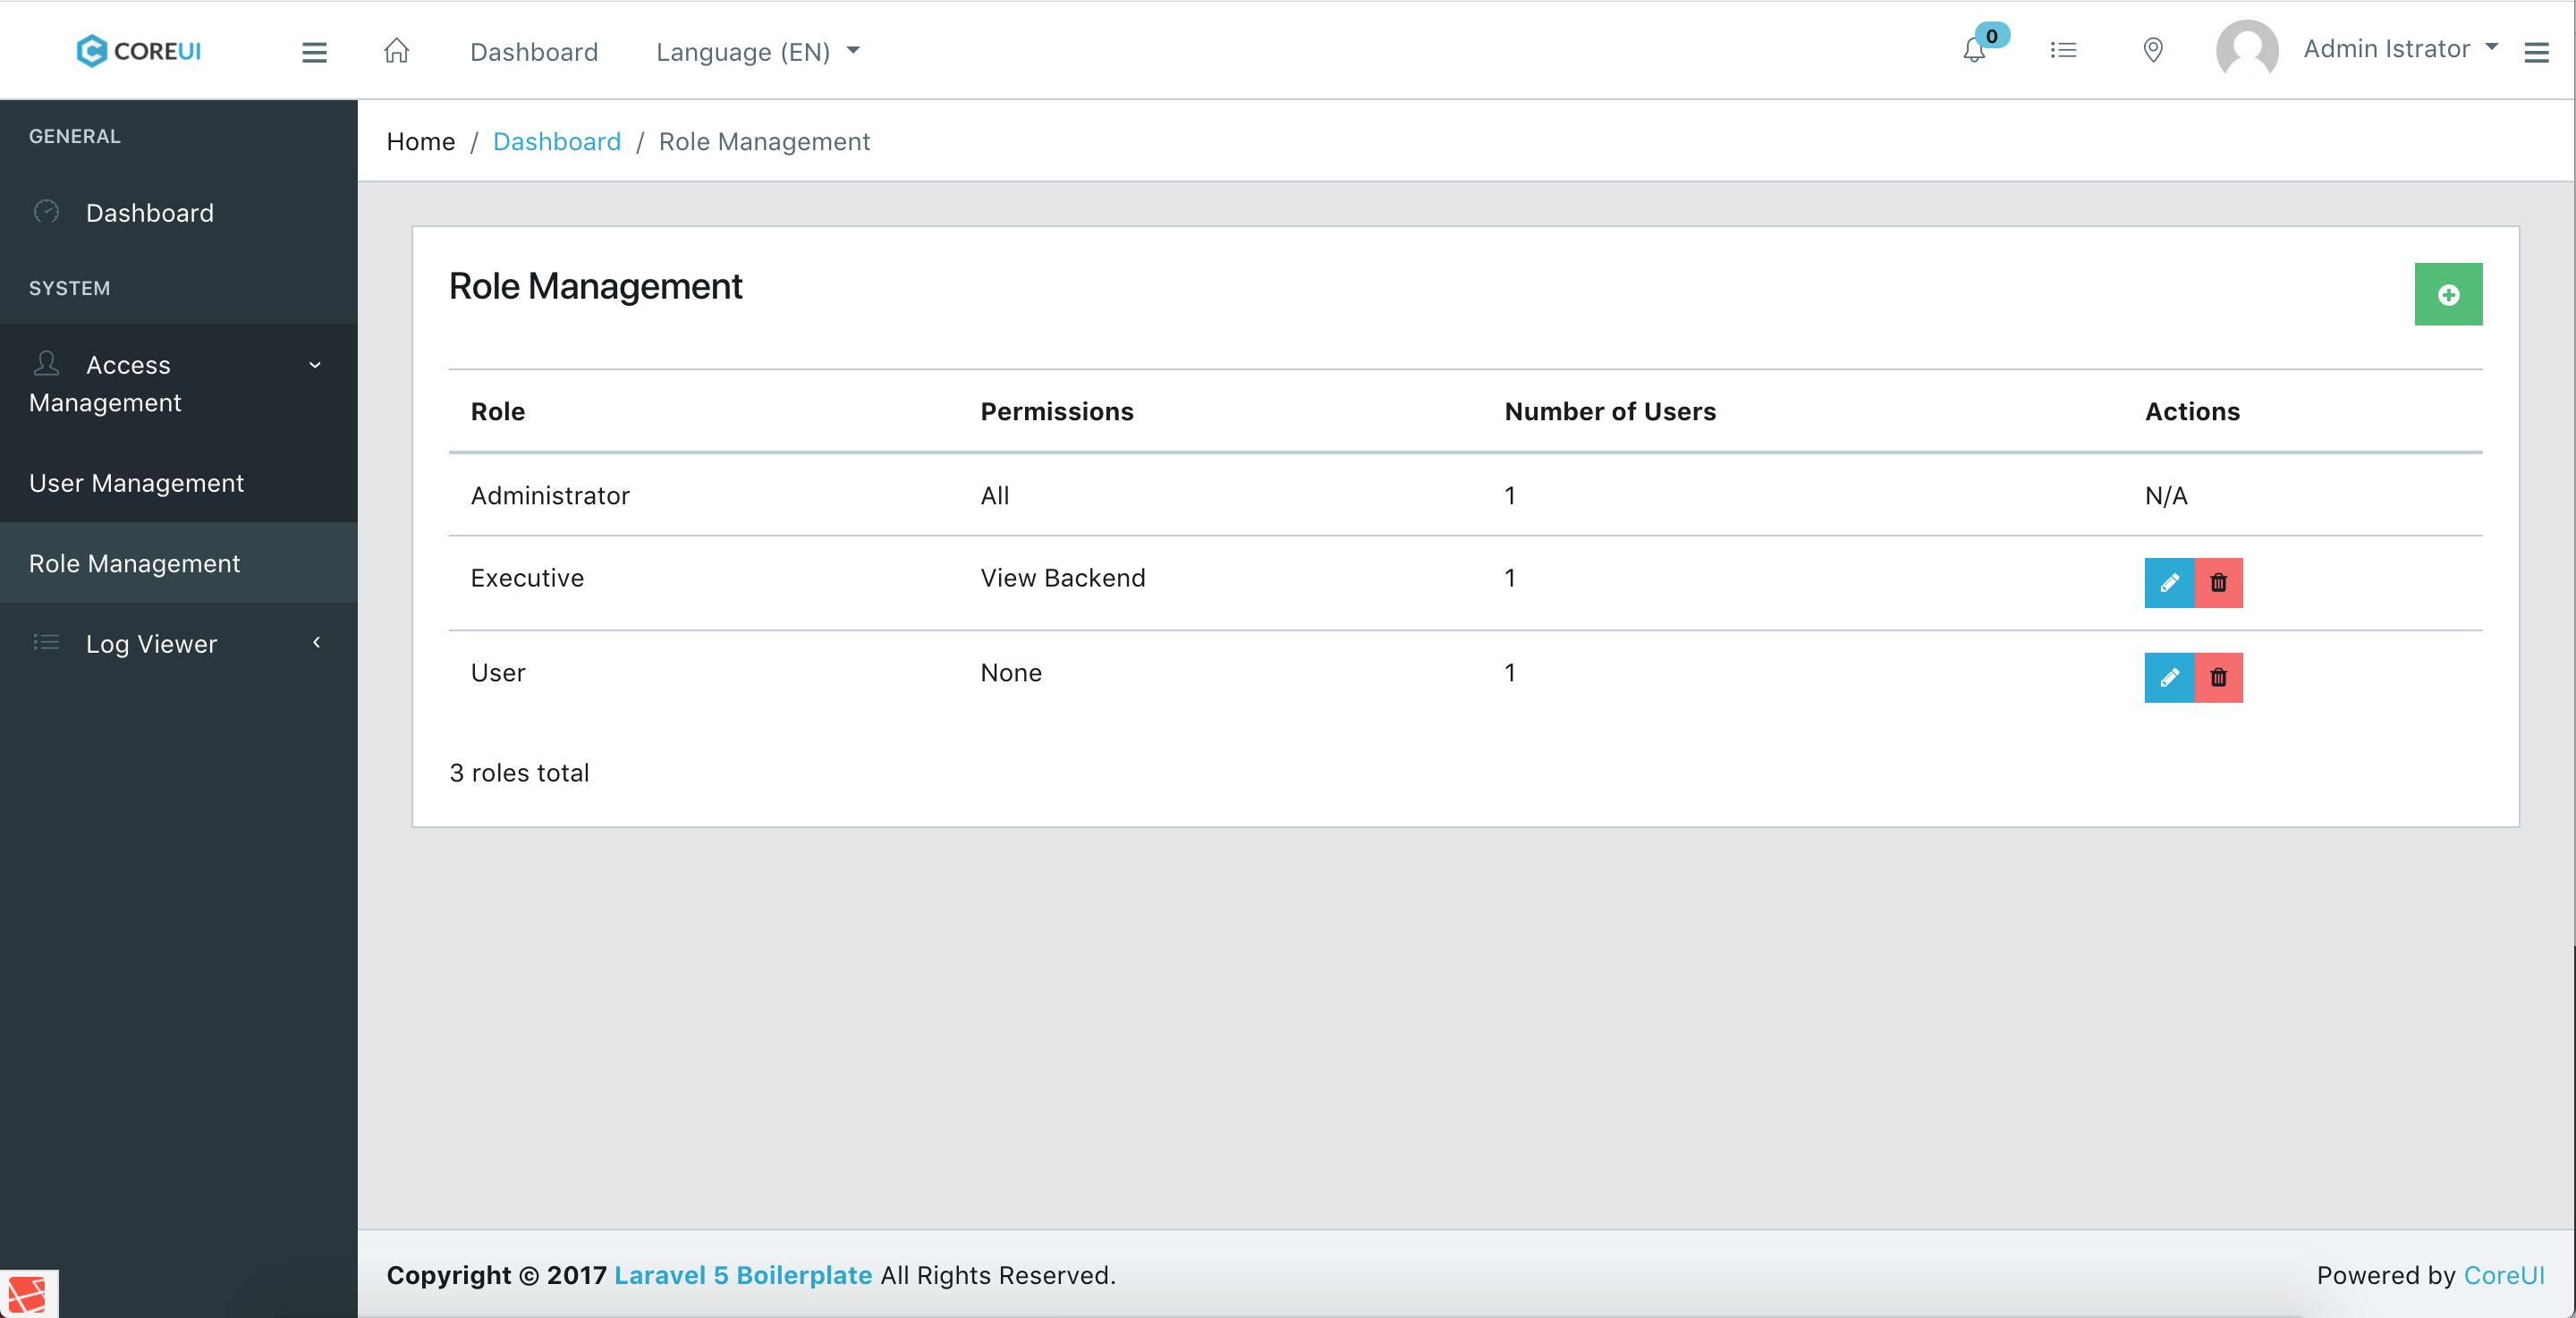 COREUI
Dashboard
Language (EN)
0
Admin Istrator
GENERAL
Dashboard
SYSTEM
Access
Management
User Management
Role Management
Log Viewer
Home / Dashboard / Role Management
Role Management
Role Permissions Number of Users Actions
Administrator All 1 N/A
Executive View Backend 1
User None 1
3 roles total
Copyright © 2017 Laravel 5 Boilerplate All Rights Reserved.
Powered by CoreUI